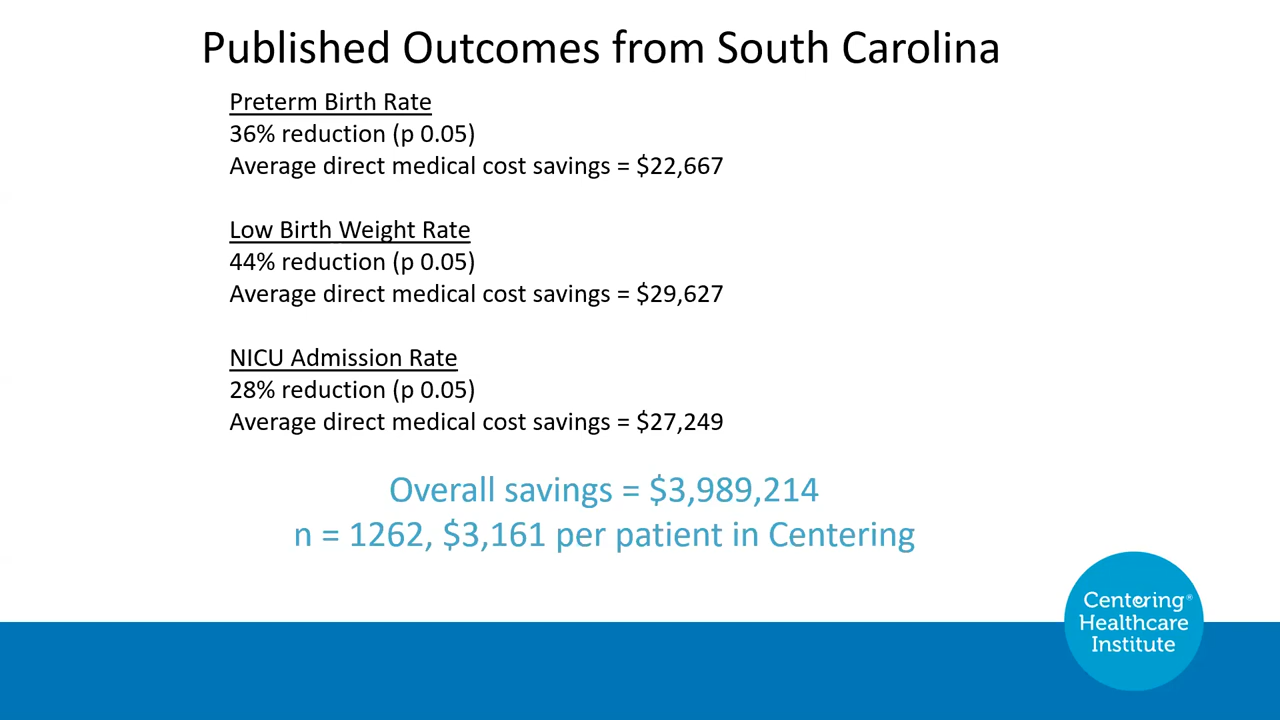 Published Outcomes from South Carolina
Preterm Birth Rate
36% reduction (p 0.05)
Average direct medical cost savings = $22,667
Low Birth Weight Rate
44% reduction (p 0.05)
Average direct medical cost savings = $29,627
NICU Admission Rate
28% reduction (p 0.05)
Average direct medical cost savings = $27,249
Overall savings = $3,989,214
n = 1262, $3,161 per patient in Centering
Centering®
Healthcare
Institute